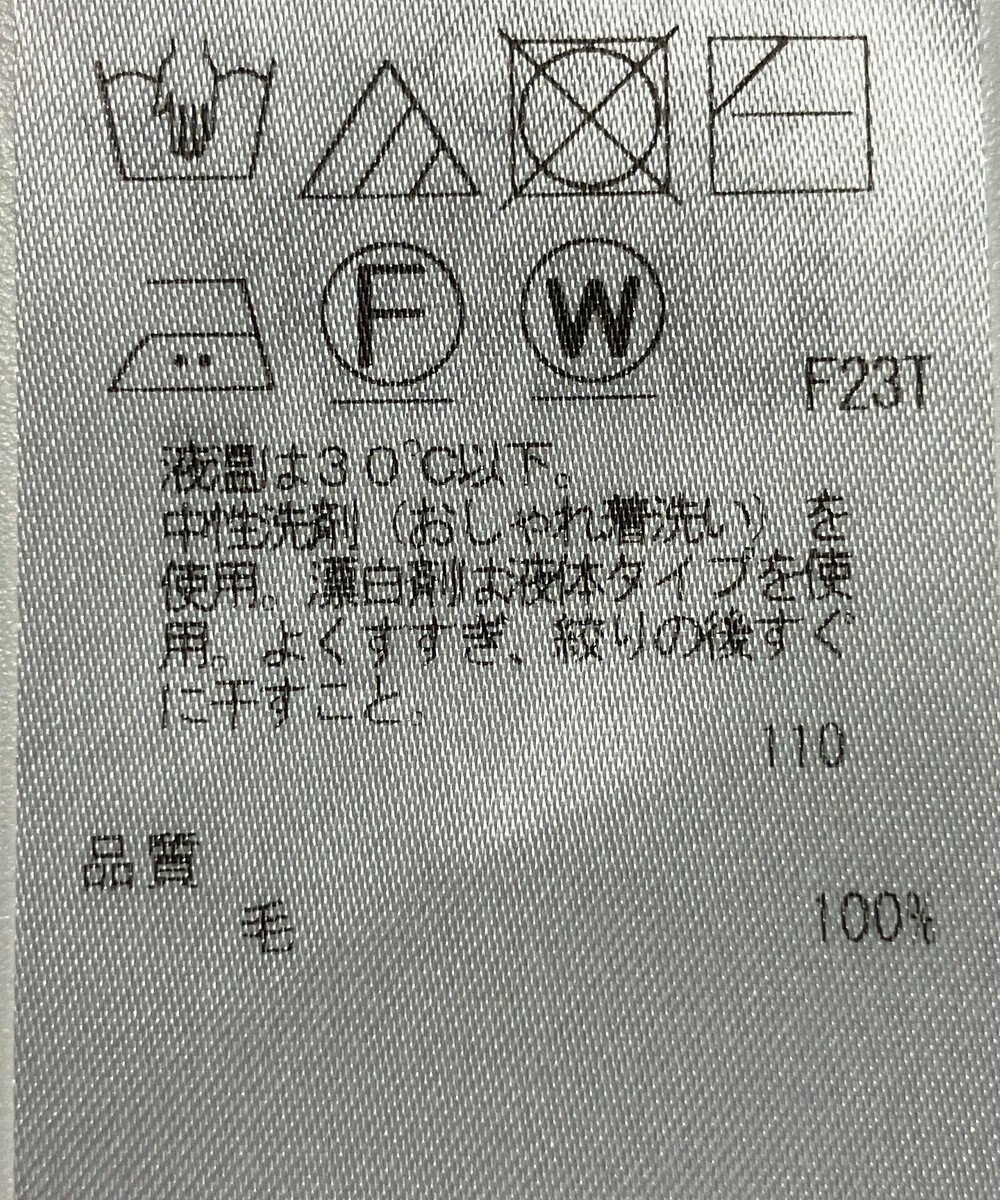 F W
F23T
液温は30℃以下。
中性洗剤(おしゃれ着洗い)を
使用。漂白剤は液体タイプを使
用。よくすすぎ、絞りの後すぐ
に干すこと。
110
品質
毛 100%